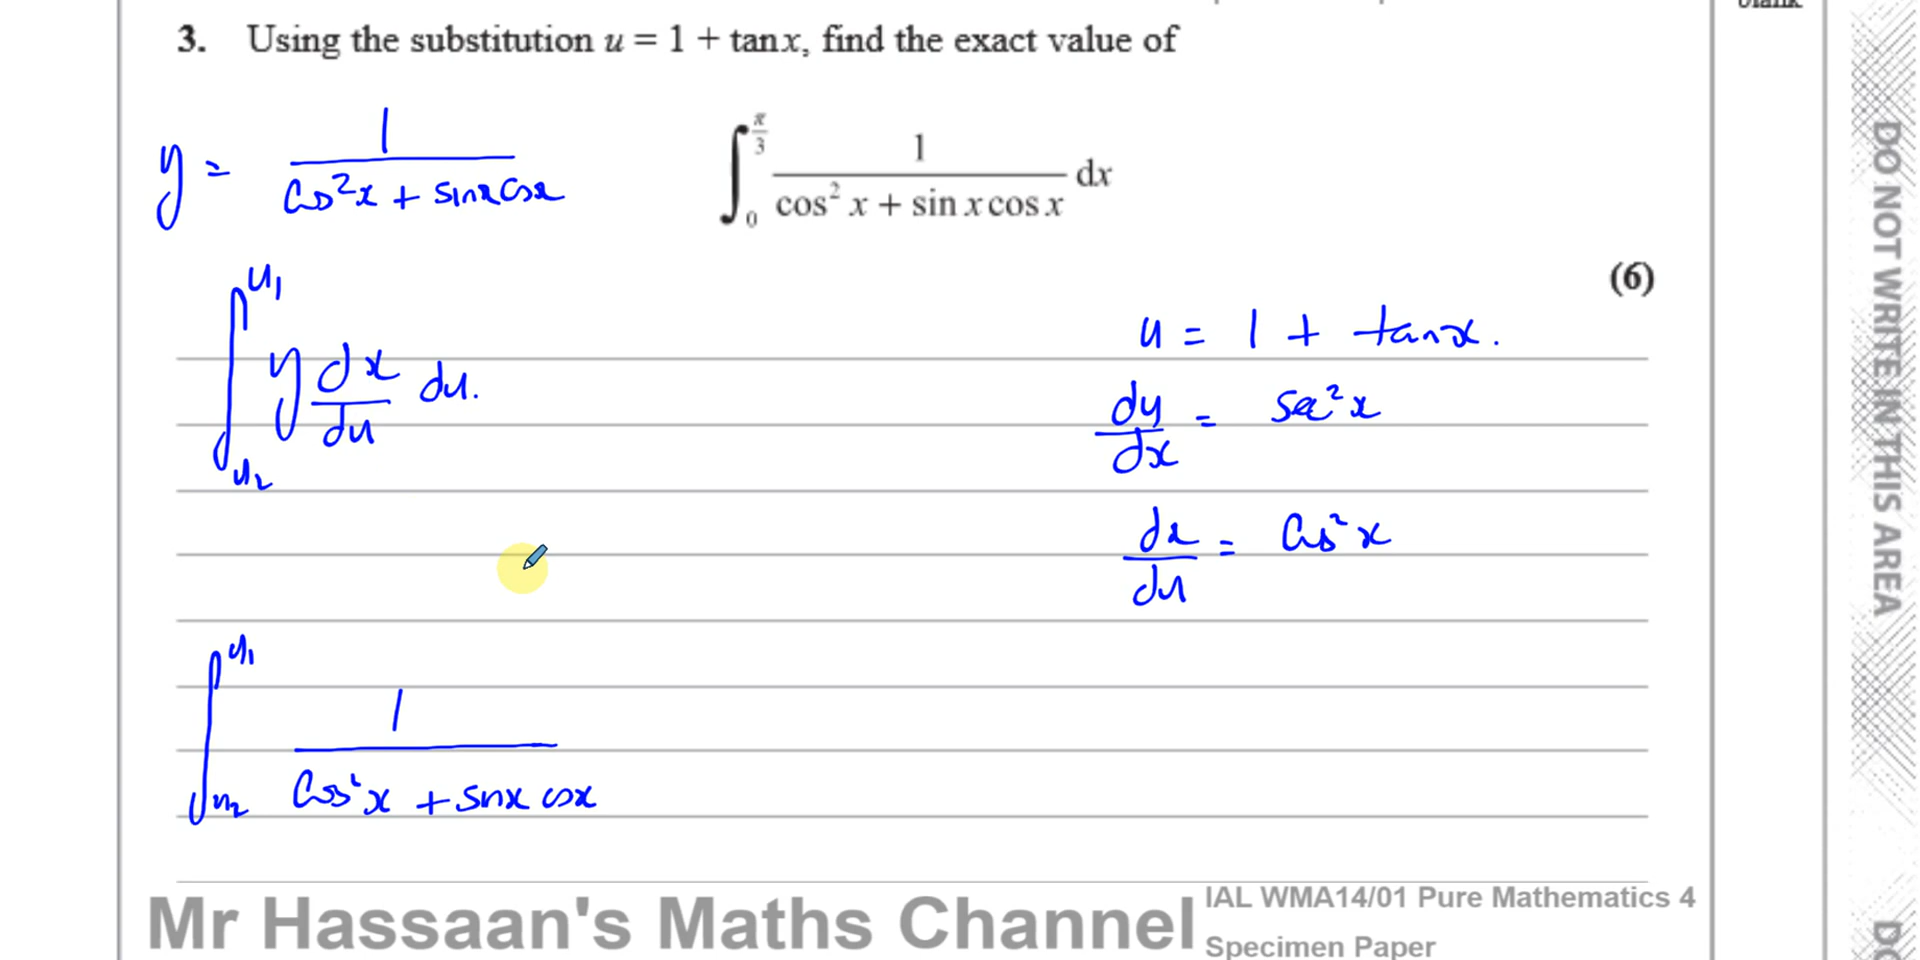 3. Using the substitution u = 1 + tanx, find the exact value of
y = 1 / (cos²x + sinx cosx)
∫₀^(π/3) 1 / (cos² x + sin x cos x) dx
(6)
∫_(u₂)^(u₁) y dx/du du.
u = 1 + tanx.
dy/dx = sec²x
dx/du = cos²x
∫_(u₂)^(u₁) 1 / (cos²x + sinx cosx)
Mr Hassaan's Maths Channel
IAL WMA14/01 Pure Mathematics 4
Specimen Paper
DO NOT WRITE IN THIS AREA